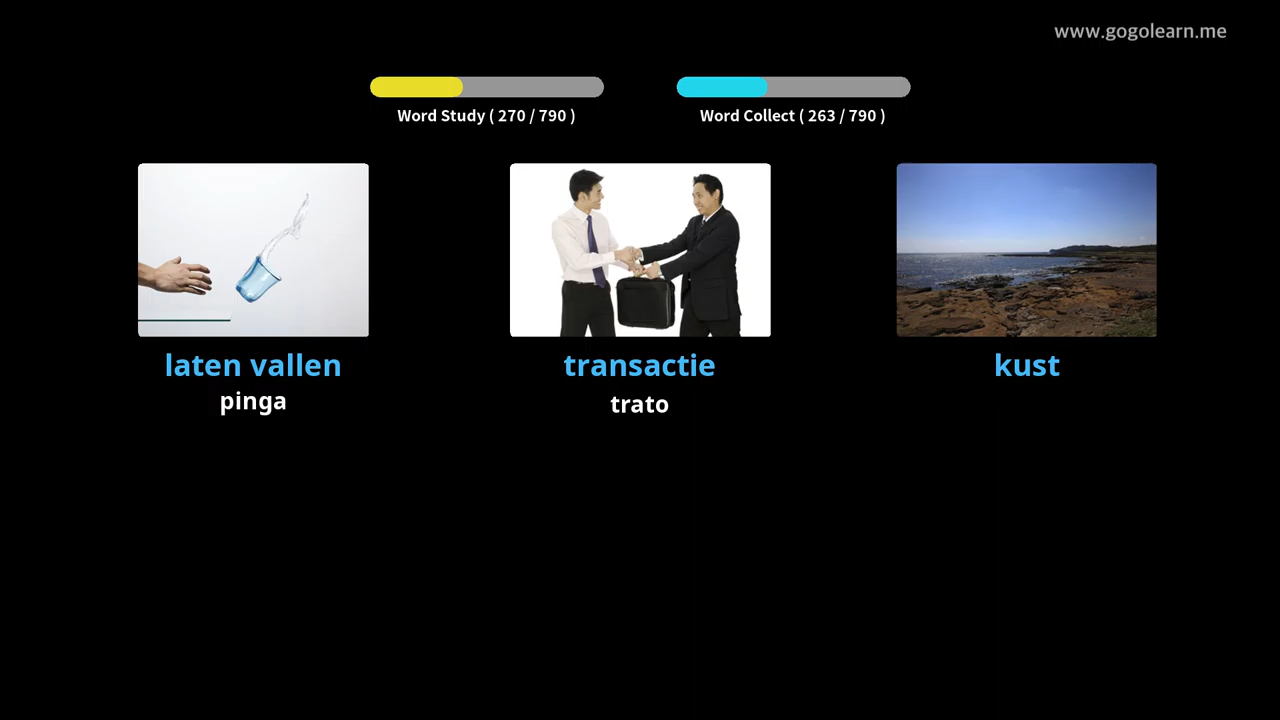 www.gogolearn.me
Word Study ( 270 / 790 )
Word Collect ( 263 / 790 )
laten vallen
pinga
transactie
trato
kust